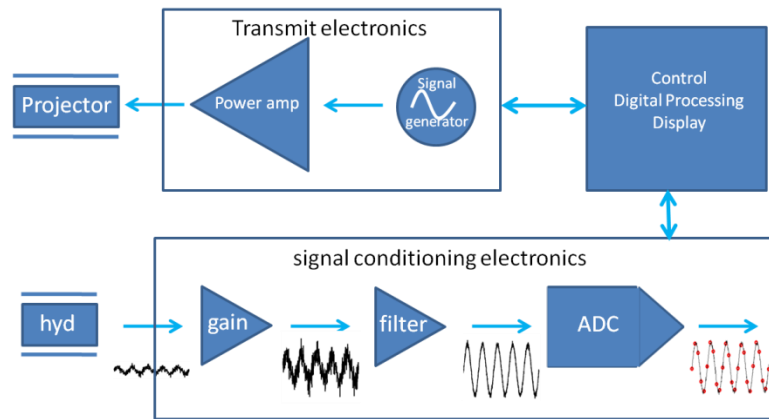 Transmit electronics
Projector
Power amp
Signal
generator
Control
Digital Processing
Display
signal conditioning electronics
hyd
gain
filter
ADC